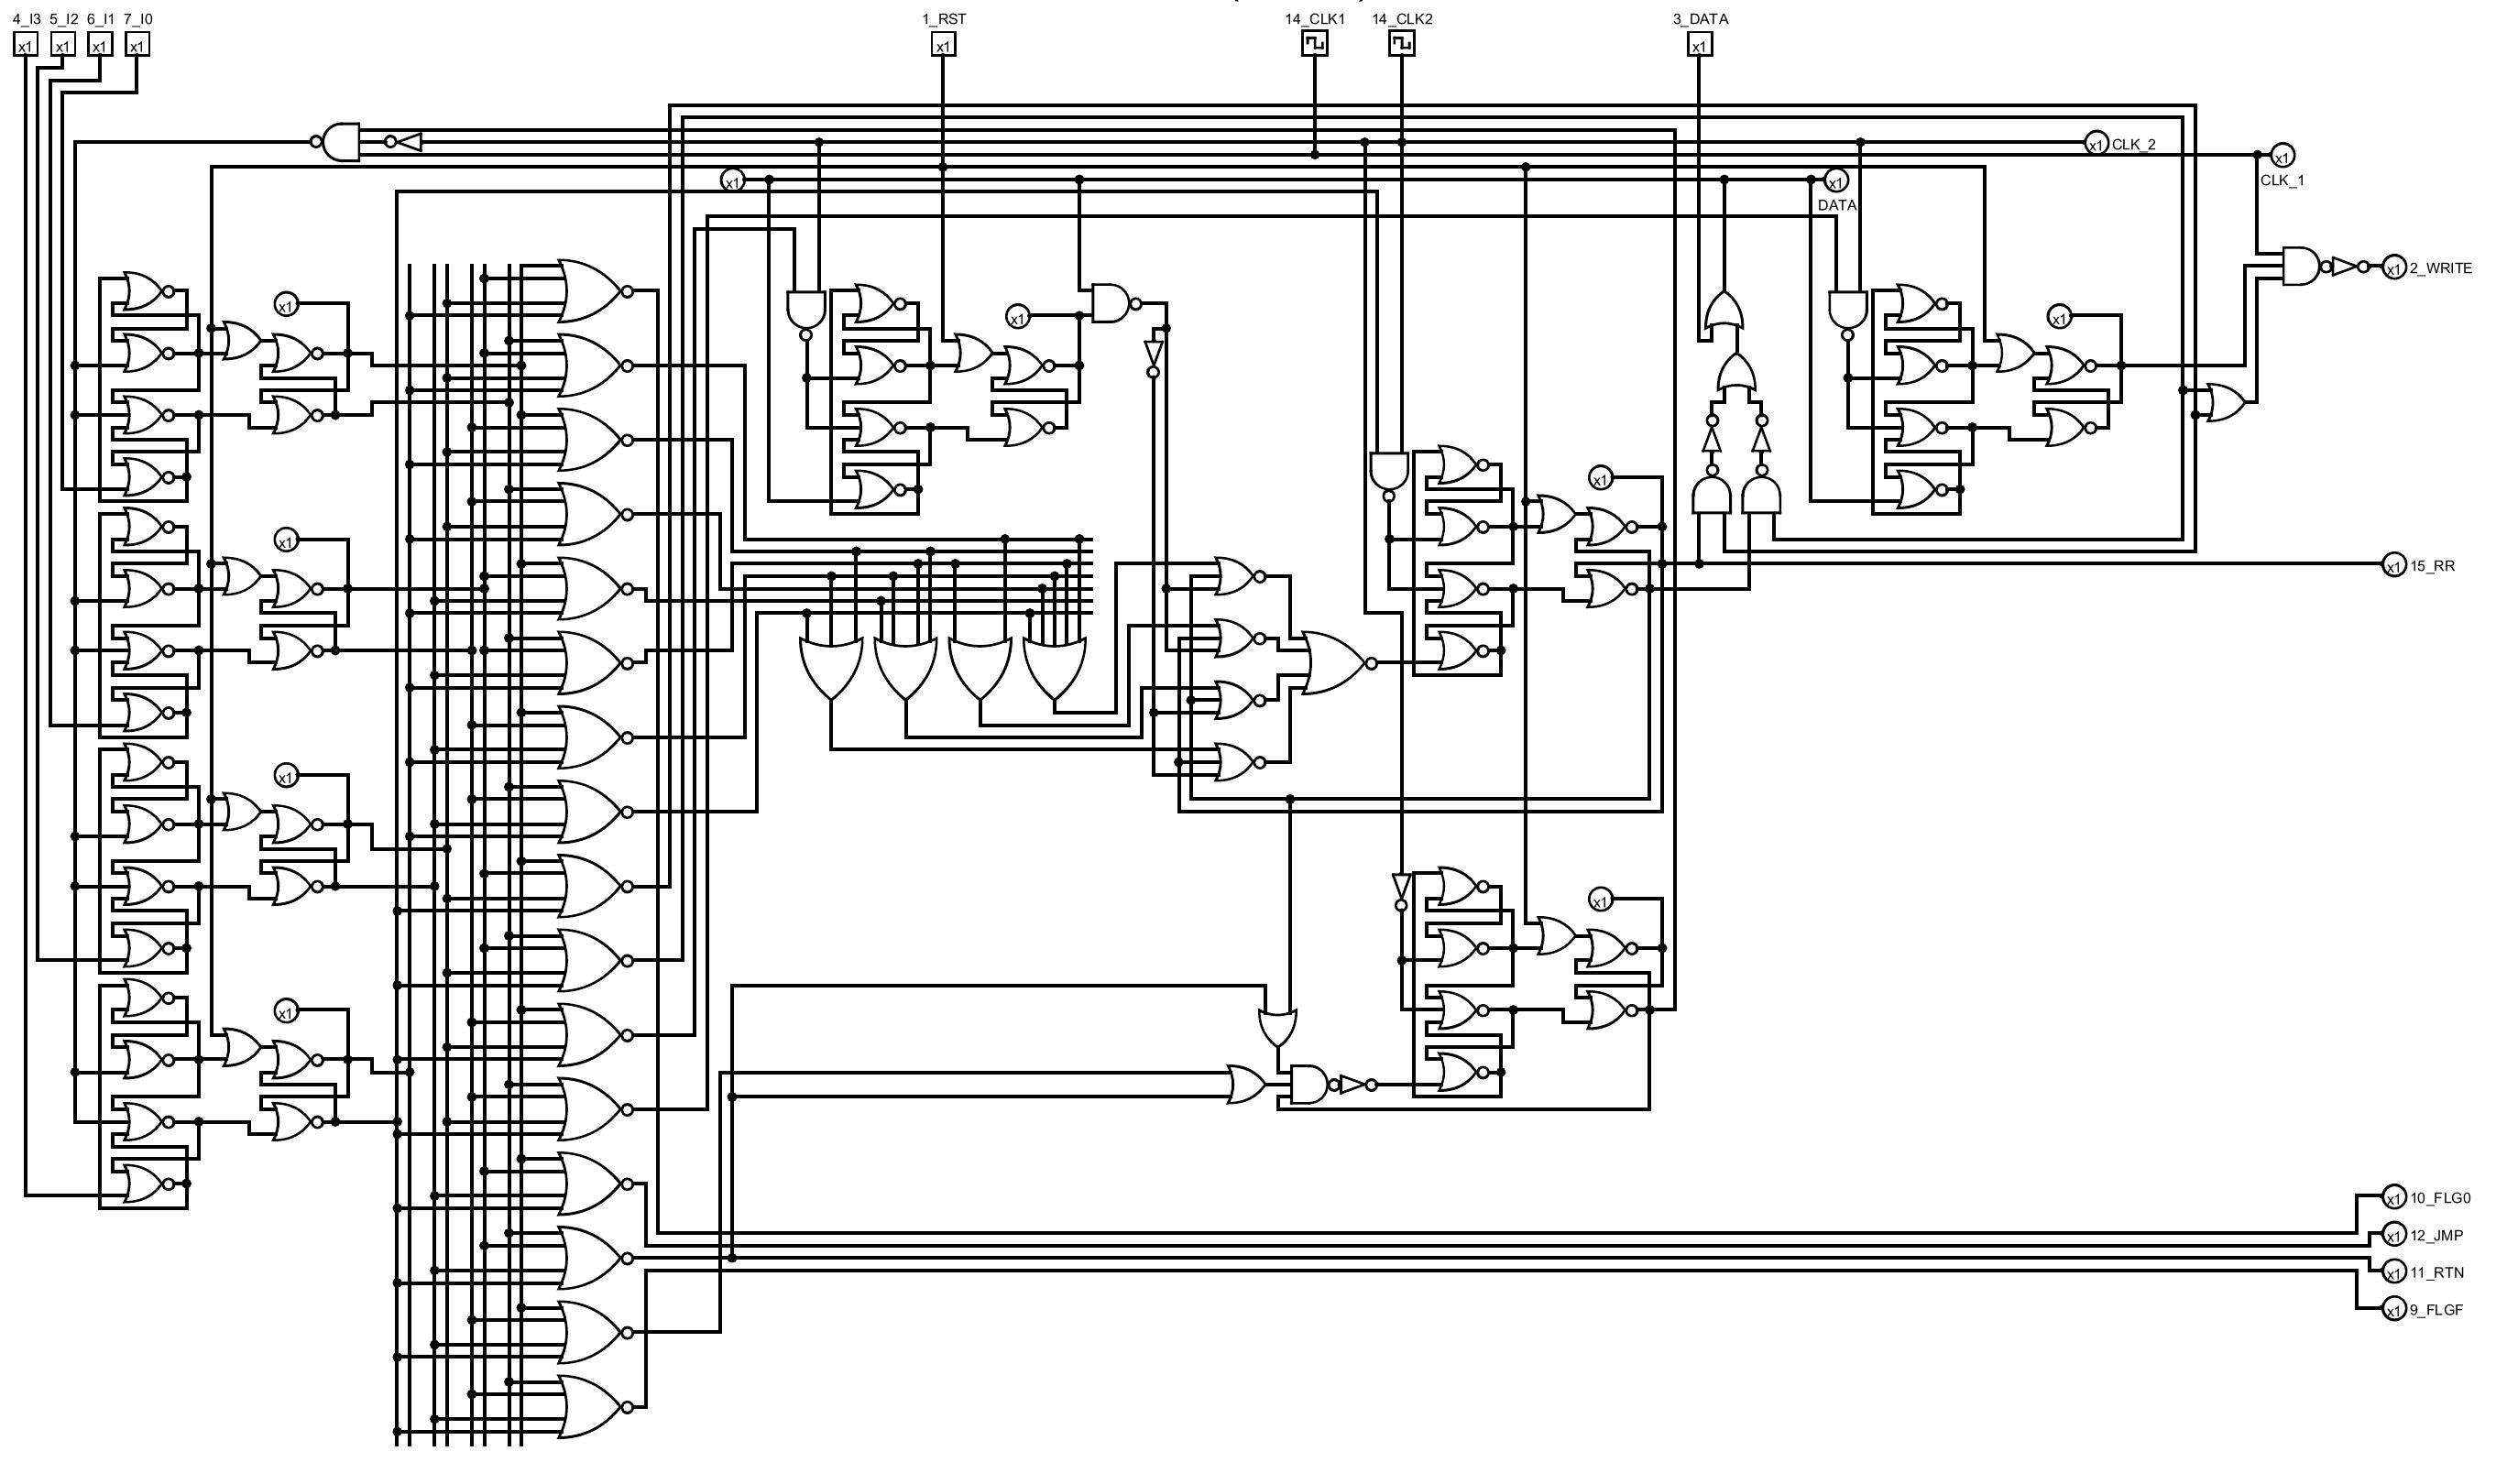 4_I3 5_I2 6_I1 7_I0 1_RST 14_CLK1 14_CLK2 3_DATA
x1 x1 x1 x1 x1 x1
x1 CLK_2
x1
CLK_1
x1 x1
DATA
x1 2_WRITE
x1
x1 x1
x1
x1
x1 15_RR
x1
x1
x1
x1 10_FLG0
x1 12_JMP
x1 11_RTN
x1 9_FLGF